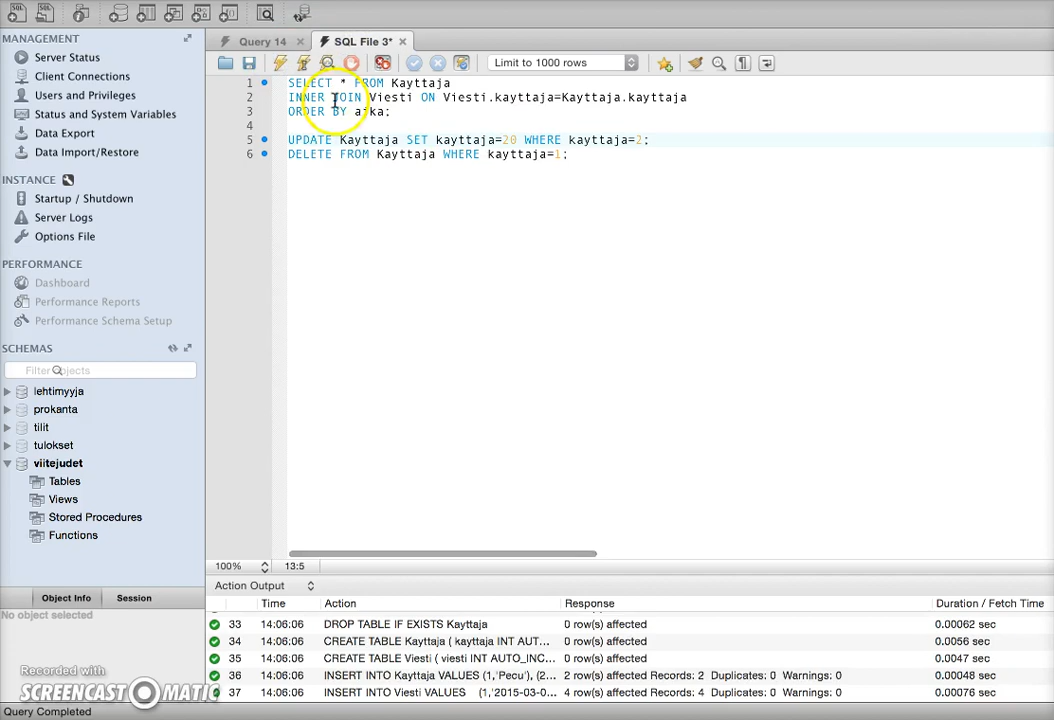 MANAGEMENT
Server Status
Client Connections
Users and Privileges
Status and System Variables
Data Export
Data Import/Restore
INSTANCE
Startup / Shutdown
Server Logs
Options File
PERFORMANCE
Dashboard
Performance Reports
Performance Schema Setup
SCHEMAS
Filter objects
lehtimyyja
prokanta
tilit
tulokset
viitejudet
Tables
Views
Stored Procedures
Functions
Object Info Session
No object selected
Recorded with
SCREENCAST MATIC
Query Completed
Query 14 SQL File 3*
Limit to 1000 rows
1 SELECT * FROM Kayttaja
2 INNER JOIN Viesti ON Viesti.kayttaja=Kayttaja.kayttaja
3 ORDER BY aika;
4
5 UPDATE Kayttaja SET kayttaja=20 WHERE kayttaja=2;
6 DELETE FROM Kayttaja WHERE kayttaja=1;
100% 13:5
Action Output
Time Action Response Duration / Fetch Time
33 14:06:06 DROP TABLE IF EXISTS Kayttaja 0 row(s) affected 0.00062 sec
34 14:06:06 CREATE TABLE Kayttaja ( kayttaja INT AUT... 0 row(s) affected 0.0056 sec
35 14:06:06 CREATE TABLE Viesti ( viesti INT AUTO_INC... 0 row(s) affected 0.0047 sec
36 14:06:06 INSERT INTO Kayttaja VALUES (1,'Pecu'), (2... 2 row(s) affected Records: 2 Duplicates: 0 Warnings: 0 0.00048 sec
37 14:06:06 INSERT INTO Viesti VALUES (1,'2015-03-0... 4 row(s) affected Records: 4 Duplicates: 0 Warnings: 0 0.00076 sec